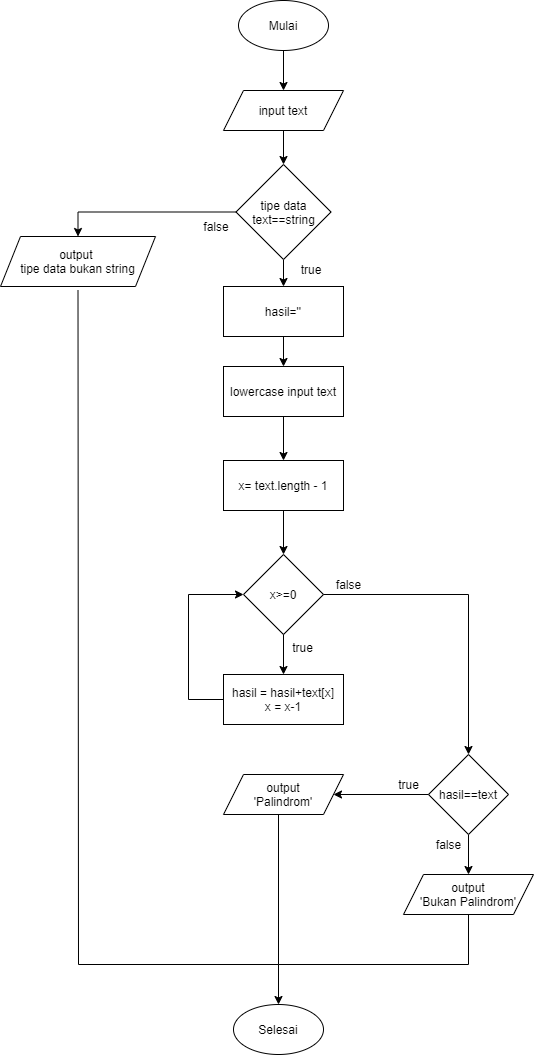 Mulai
input text
tipe data
text==string
false
output
tipe data bukan string
true
hasil=''
lowercase input text
x= text.length - 1
x>=0
false
true
hasil = hasil+text[x]
x = x-1
hasil==text
true
output
'Palindrom'
false
output
'Bukan Palindrom'
Selesai